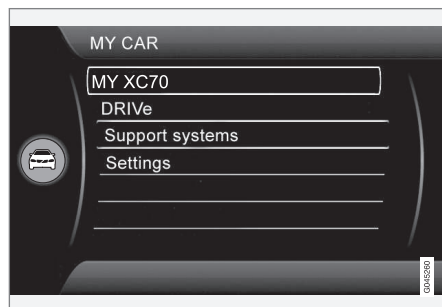 MY CAR
MY XC70
DRIVe
Support systems
Settings
G045260